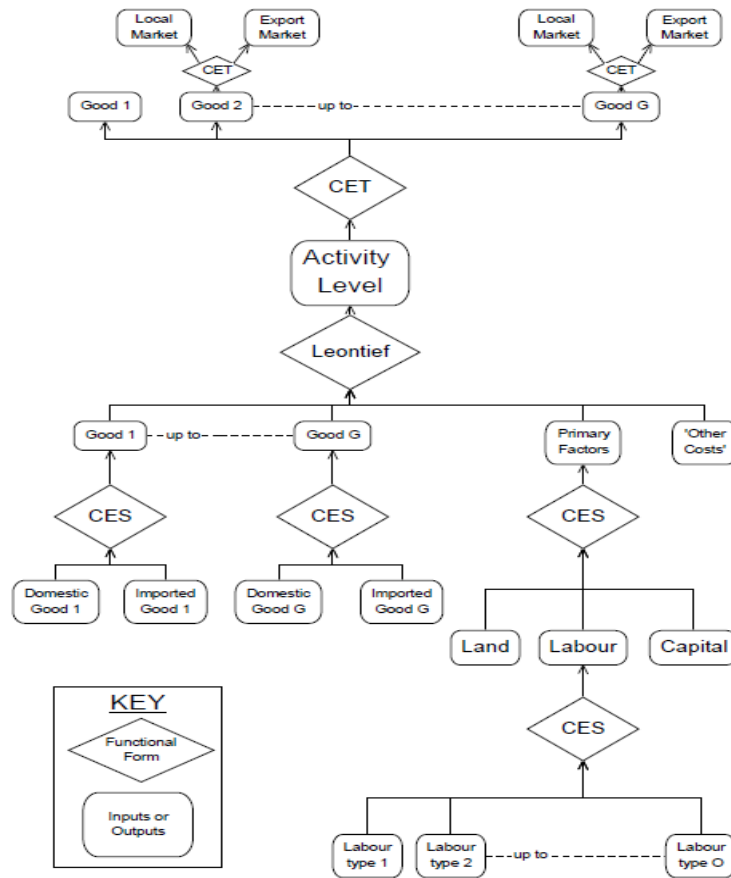 Local
Market
Export
Market
Local
Market
Export
Market
CET
CET
Good 1
Good 2
up to
Good G
CET
Activity
Level
Leontief
Good 1
up to
Good G
Primary
Factors
'Other
Costs'
CES
CES
CES
Domestic
Good 1
Imported
Good 1
Domestic
Good G
Imported
Good G
Land
Labour
Capital
KEY
Functional
Form
Inputs or
Outputs
CES
Labour
type 1
Labour
type 2
up to
Labour
type O